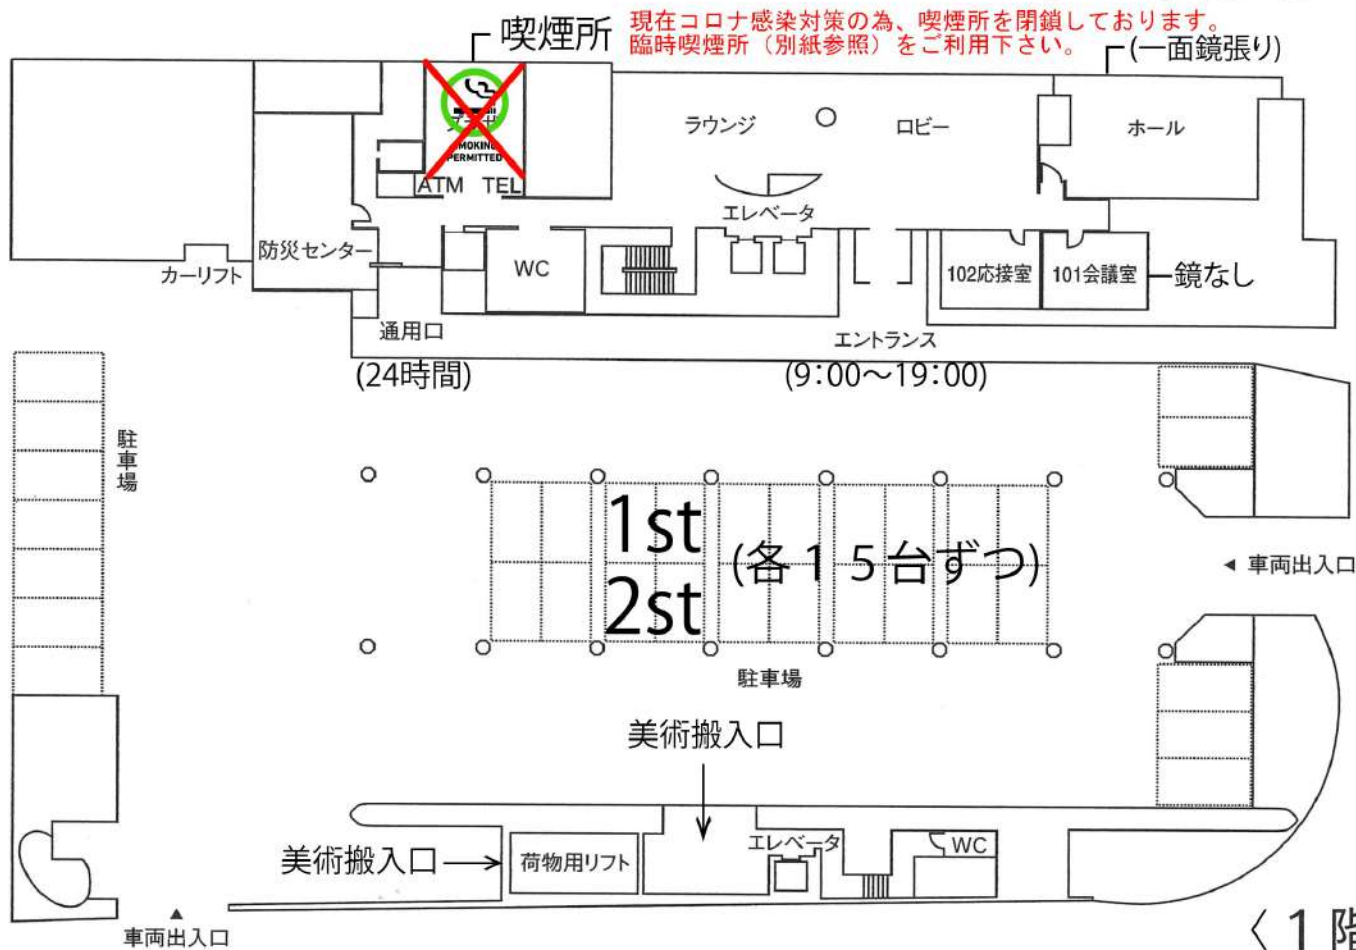 喫煙所
現在コロナ感染対策の為、喫煙所を閉鎖しております。
臨時喫煙所（別紙参照）をご利用下さい。
(一面鏡張り)
SMOKING
PERMITTED
ATM TEL
ラウンジ
ロビー
ホール
エレベータ
防災センター
カーリフト
WC
102応接室
101会議室
鏡なし
通用口
エントランス
(24時間)
(9:00～19:00)
駐車場
1st
2st
(各１５台ずつ)
◀ 車両出入口
駐車場
美術搬入口
美術搬入口
荷物用リフト
エレベータ
WC
▲
車両出入口
〈１階